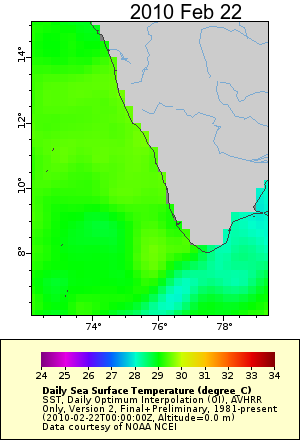 2010 Feb 22
14°
12°
10°
8°
74°
76°
78°
24 25 26 27 28 29 30 31 32 33 34
Daily Sea Surface Temperature (degree_C)
SST, Daily Optimum Interpolation (OI), AVHRR
Only, Version 2, Final+Preliminary, 1981-present
(2010-02-22T00:00:00Z, Altitude=0.0 m)
Data courtesy of NOAA NCEI